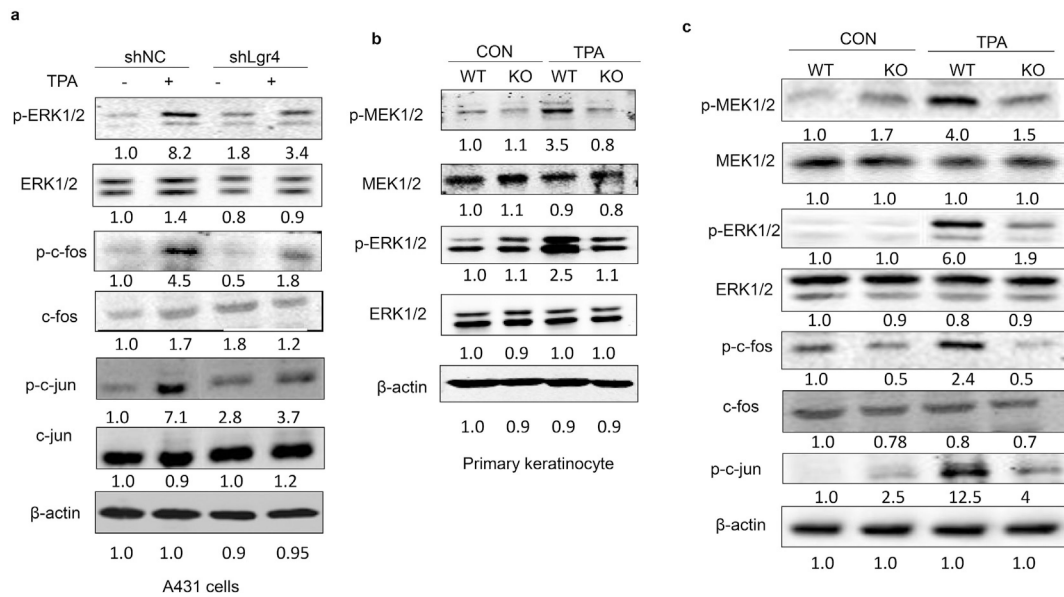 a
shNC shLgr4
TPA - + - +
p-ERK1/2
1.0 8.2 1.8 3.4
ERK1/2
1.0 1.4 0.8 0.9
p-c-fos
1.0 4.5 0.5 1.8
c-fos
1.0 1.7 1.8 1.2
p-c-jun
1.0 7.1 2.8 3.7
c-jun
1.0 0.9 1.0 1.2
β-actin
1.0 1.0 0.9 0.95
A431 cells
b
CON TPA
WT KO WT KO
p-MEK1/2
1.0 1.1 3.5 0.8
MEK1/2
1.0 1.1 0.9 0.8
p-ERK1/2
1.0 1.1 2.5 1.1
ERK1/2
1.0 0.9 1.0 1.0
β-actin
1.0 0.9 0.9 0.9
Primary keratinocyte
c
CON TPA
WT KO WT KO
p-MEK1/2
1.0 1.7 4.0 1.5
MEK1/2
1.0 1.0 1.0 1.0
p-ERK1/2
1.0 1.0 6.0 1.9
ERK1/2
1.0 0.9 0.8 0.9
p-c-fos
1.0 0.5 2.4 0.5
c-fos
1.0 0.78 0.8 0.7
p-c-jun
1.0 2.5 12.5 4
β-actin
1.0 1.0 1.0 1.0